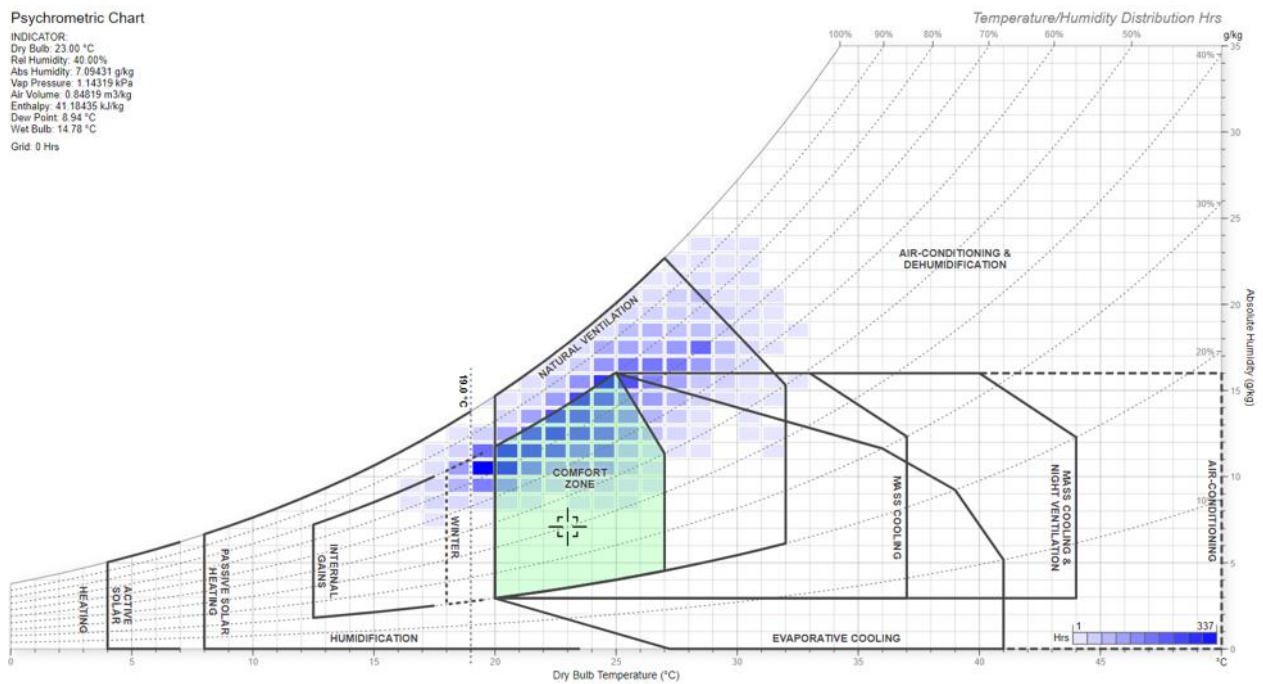 Psychrometric Chart
INDICATOR:
Dry Bulb: 23.00 °C
Rel Humidity: 40.00%
Abs Humidity: 7.09431 g/kg
Vap Pressure: 1.14319 kPa
Air Volume: 0.84819 m3/kg
Enthalpy: 41.18435 kJ/kg
Dew Point: 8.94 °C
Wet Bulb: 14.78 °C
Grid: 0 Hrs
Temperature/Humidity Distribution Hrs
100% 90% 80% 70% 60% 50% g/kg
35
40%
30
30%
25
AIR-CONDITIONING &
DEHUMIDIFICATION
20
Absolute Humidity (g/kg)
NATURAL VENTILATION
20%
19.0 °C
15
10
COMFORT
ZONE
MASS COOLING
MASS COOLING &
NIGHT VENTILATION
AIR-CONDITIONING
10
WINTER
INTERNAL
GAINS
PASSIVE SOLAR
HEATING
ACTIVE
SOLAR
HEATING
5
HUMIDIFICATION
EVAPORATIVE COOLING
1 337
Hrs
0
0 5 10 15 20 25 30 35 40 45 °C
Dry Bulb Temperature (°C)